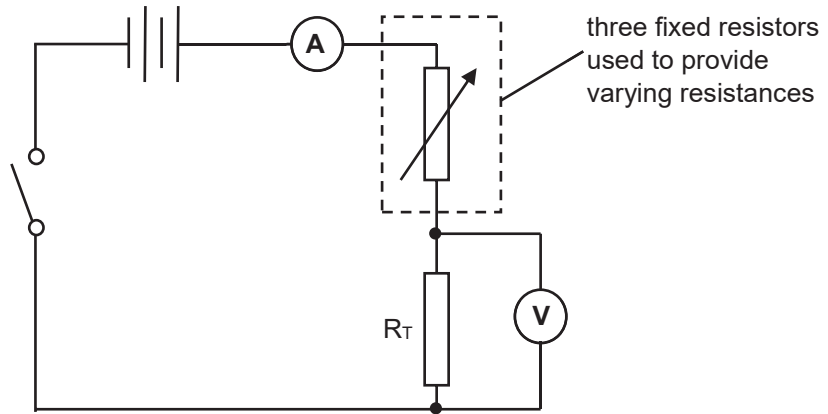 A
three fixed resistors
used to provide
varying resistances
RT
V